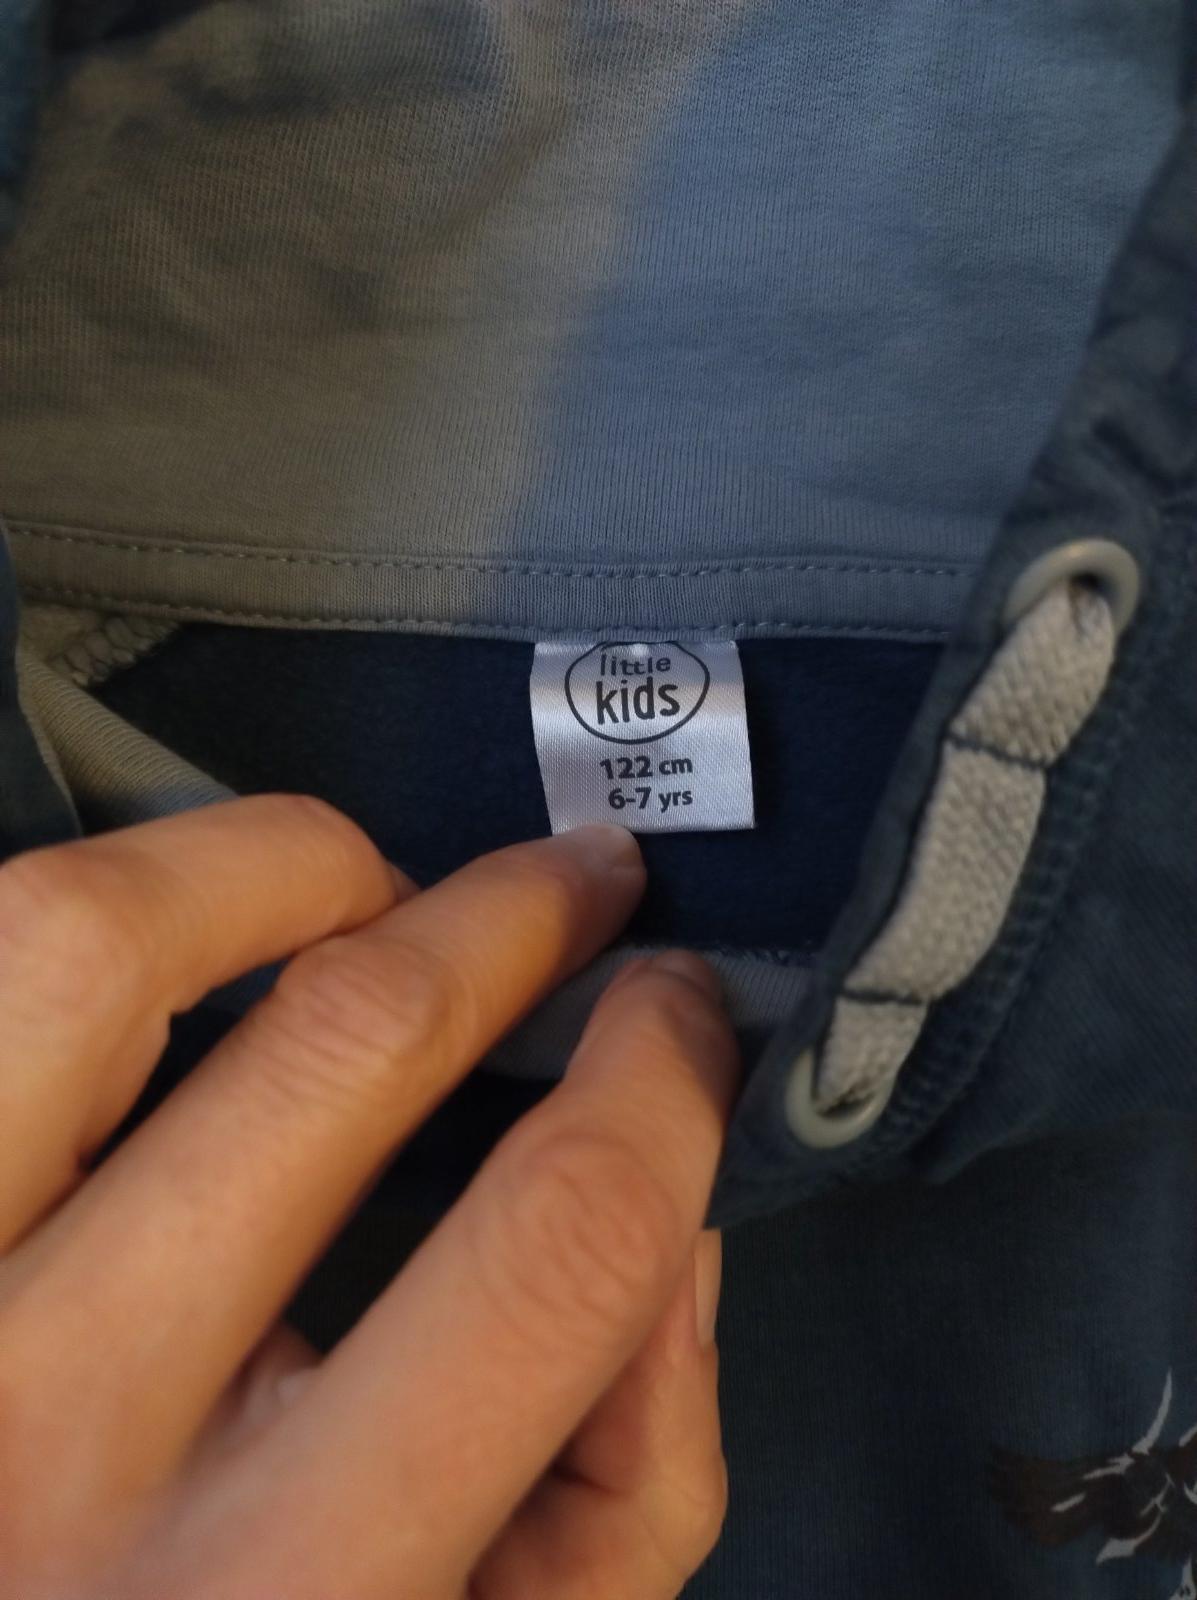 little
kids
122 cm
6-7 yrs